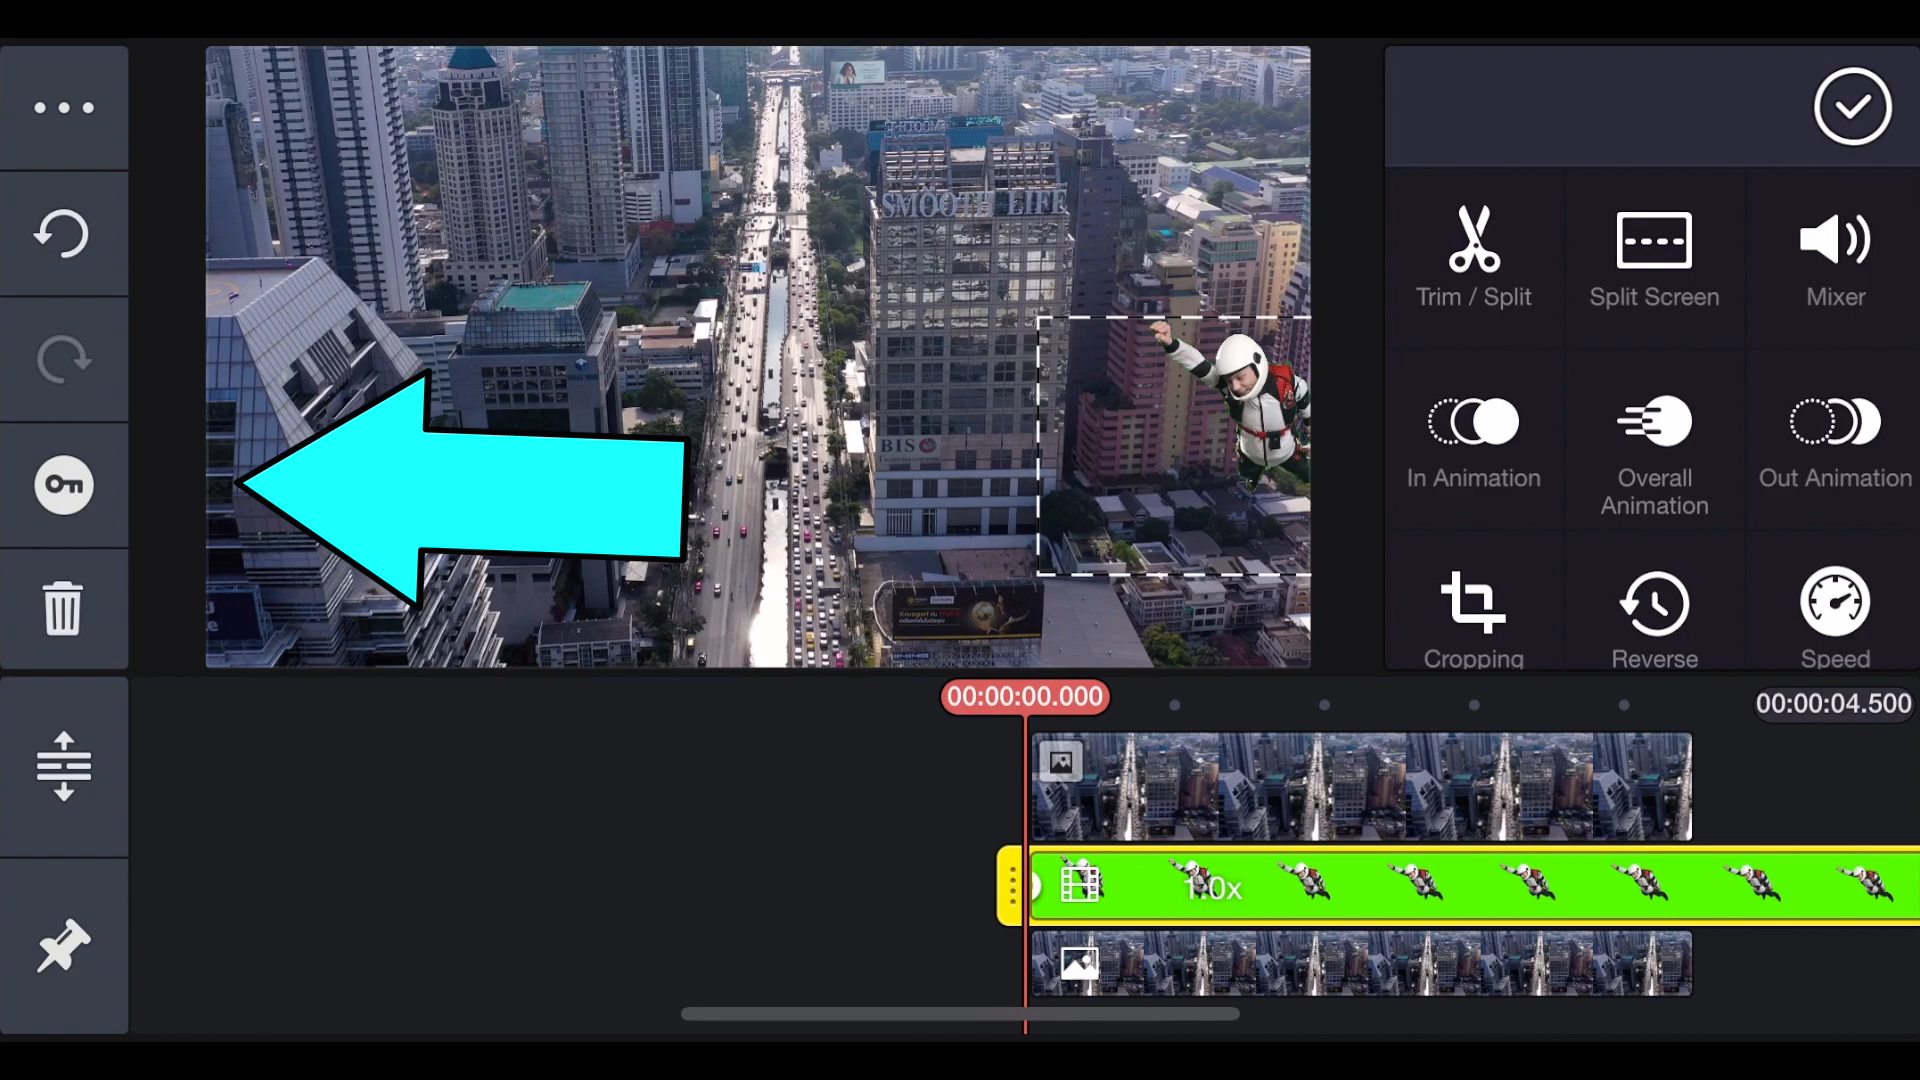 SMOOTH LIFE
BIS
Trim / Split
Split Screen
Mixer
In Animation
Overall
Animation
Out Animation
Cropping
Reverse
Speed
00:00:00.000
00:00:04.500
1.0x